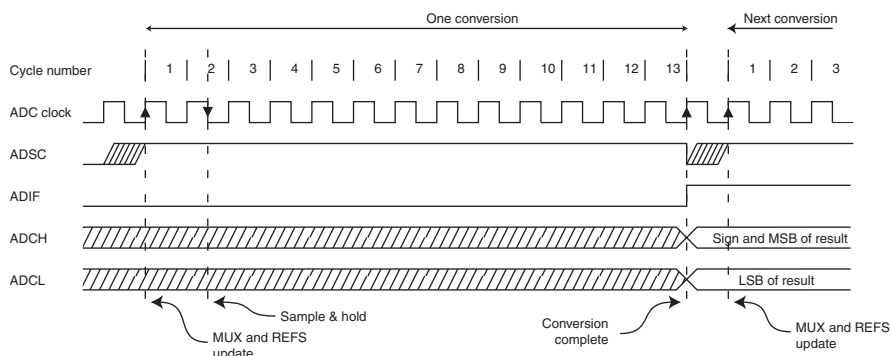 One conversion
Next conversion
Cycle number 1 2 3 4 5 6 7 8 9 10 11 12 13 1 2 3
ADC clock
ADSC
ADIF
ADCH
Sign and MSB of result
ADCL
LSB of result
Sample & hold
MUX and REFS
update
Conversion
complete
MUX and REFS
update